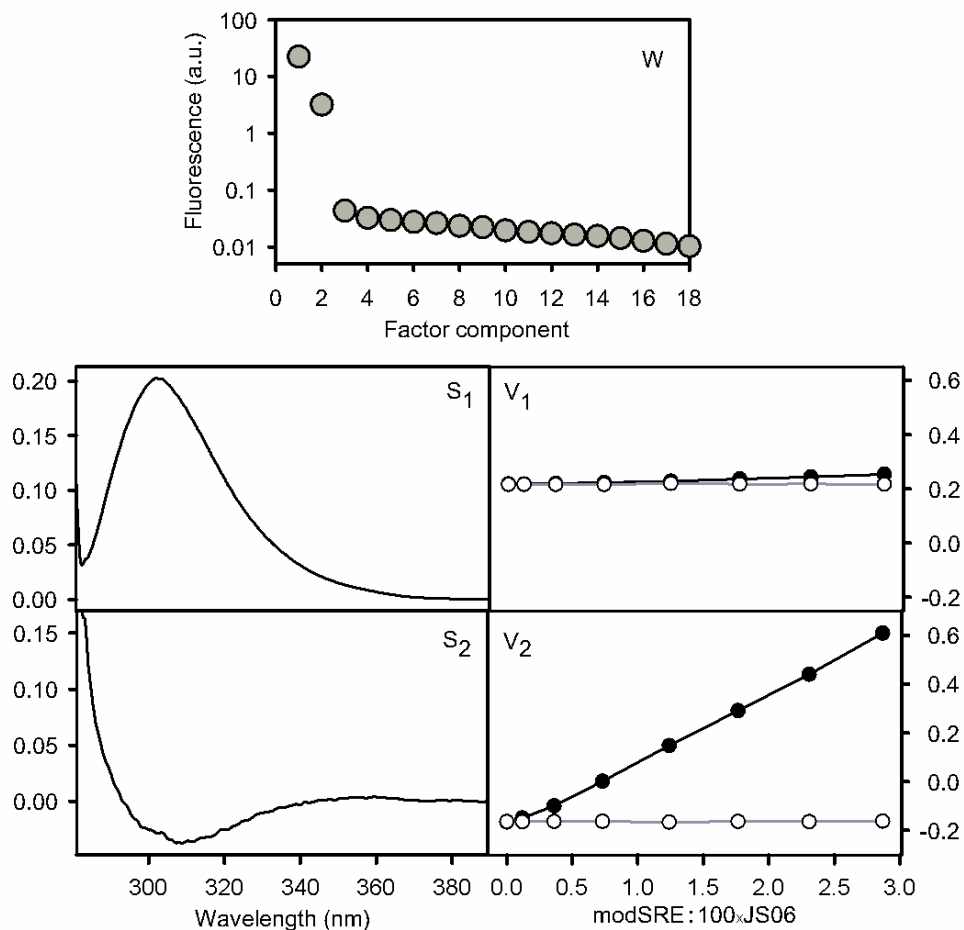 100
10
1
0.1
0.01
Fluorescence (a.u.)
W
0 2 4 6 8 10 12 14 16 18
Factor component
0.20
0.15
0.10
0.05
0.00
S1
V1
0.6
0.4
0.2
0.0
-0.2
0.15
0.10
0.05
0.00
S2
V2
0.6
0.4
0.2
0.0
-0.2
300 320 340 360 380
Wavelength (nm)
0.0 0.5 1.0 1.5 2.0 2.5 3.0
modSRE:100xJS06